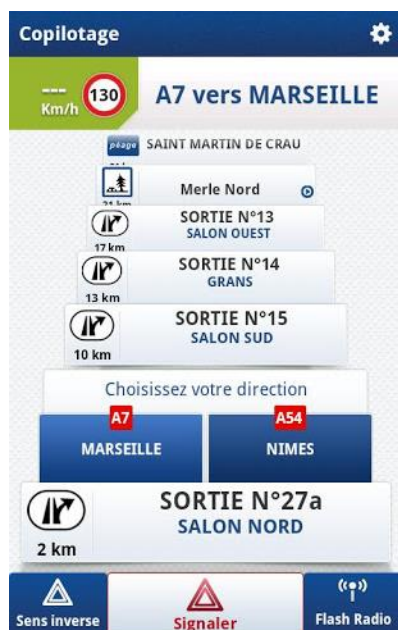 Copilotage
---
Km/h
130
A7 vers MARSEILLE
péage
SAINT MARTIN DE CRAU
Merle Nord
21 km
SORTIE N°13
SALON OUEST
17 km
SORTIE N°14
GRANS
13 km
SORTIE N°15
SALON SUD
10 km
Choisissez votre direction
A7
A54
MARSEILLE
NIMES
SORTIE N°27a
SALON NORD
2 km
Sens inverse
Signaler
Flash Radio